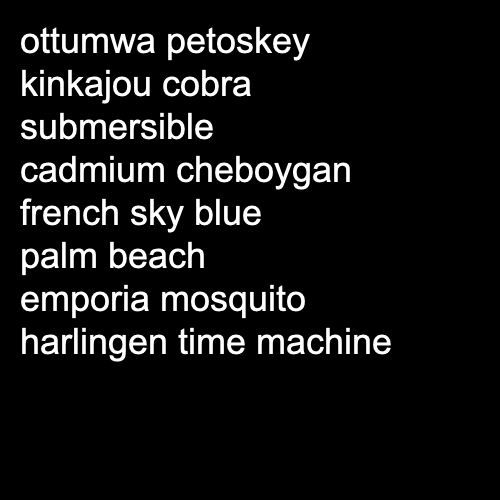 ottumwa petoskey
kinkajou cobra
submersible
cadmium cheboygan
french sky blue
palm beach
emporia mosquito
harlingen time machine